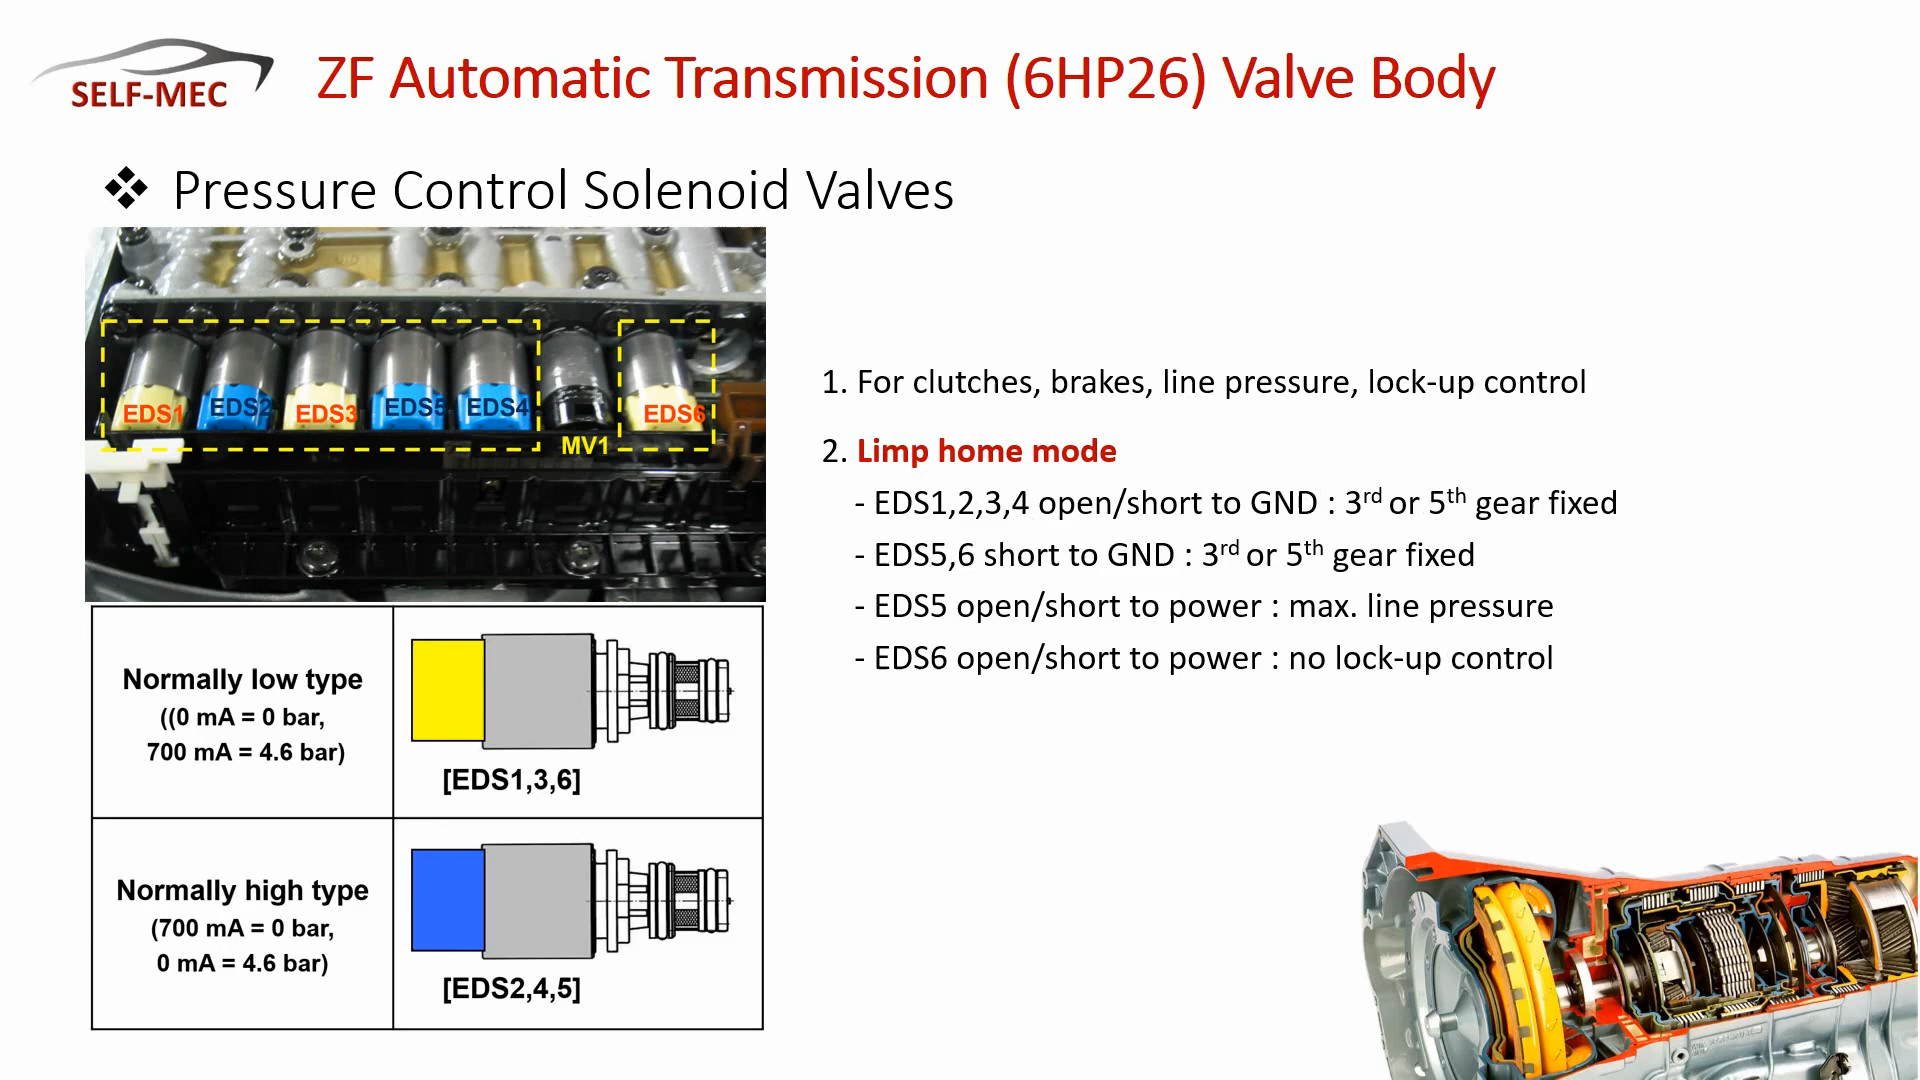 SELF-MEC
ZF Automatic Transmission (6HP26) Valve Body
❖ Pressure Control Solenoid Valves
EDS1 EDS2 EDS3 EDS5 EDS4 MV1 EDS6
1. For clutches, brakes, line pressure, lock-up control
2. Limp home mode
- EDS1,2,3,4 open/short to GND : 3rd or 5th gear fixed
- EDS5,6 short to GND : 3rd or 5th gear fixed
- EDS5 open/short to power : max. line pressure
- EDS6 open/short to power : no lock-up control
Normally low type
((0 mA = 0 bar,
700 mA = 4.6 bar)
[EDS1,3,6]
Normally high type
(700 mA = 0 bar,
0 mA = 4.6 bar)
[EDS2,4,5]